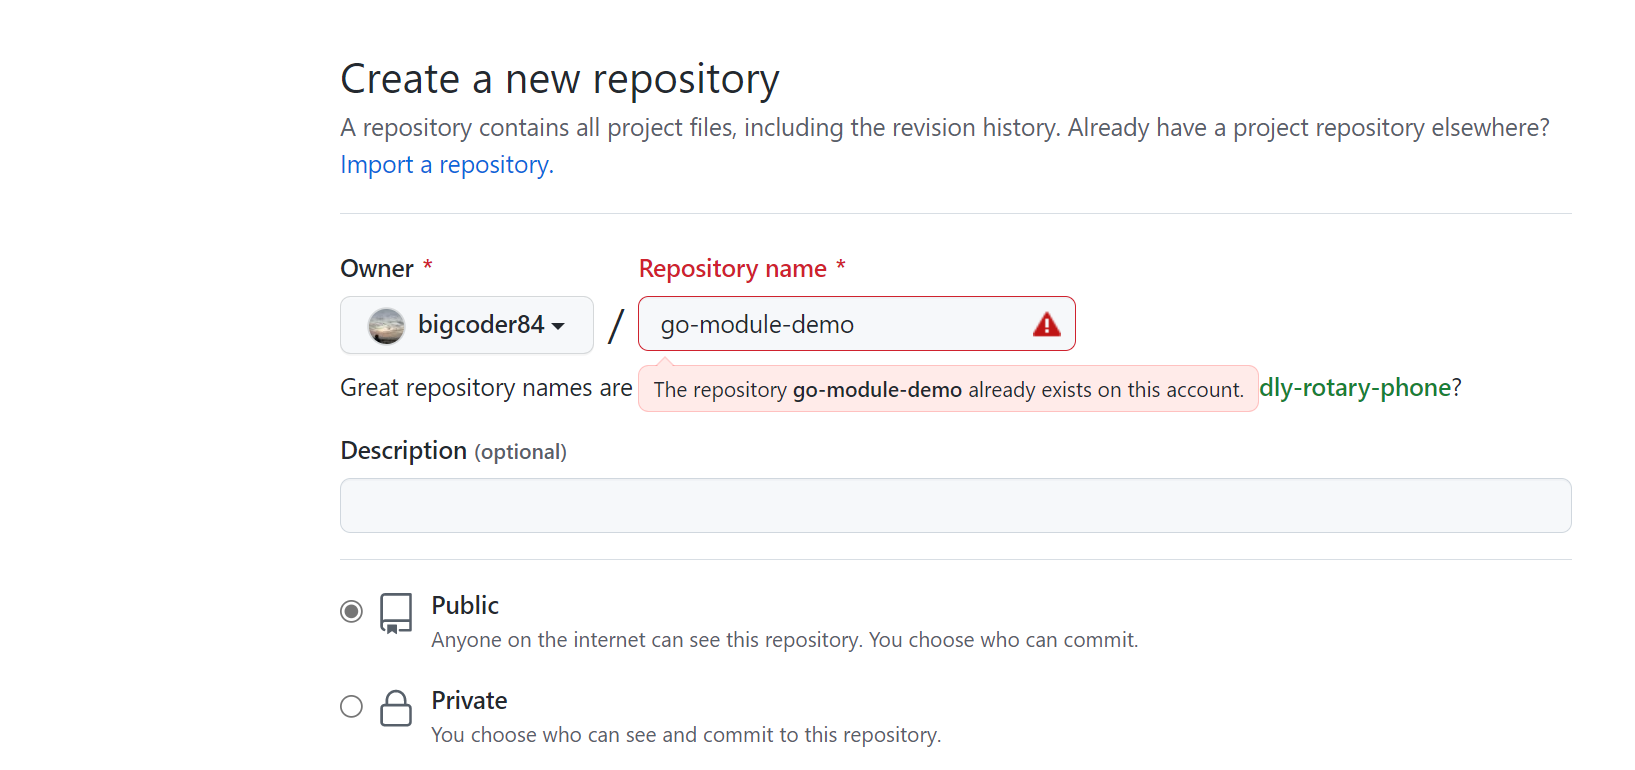 Create a new repository
A repository contains all project files, including the revision history. Already have a project repository elsewhere?
Import a repository.
Owner *
Repository name *
bigcoder84 / go-module-demo
Great repository names are
The repository go-module-demo already exists on this account.
dly-rotary-phone?
Description (optional)
Public
Anyone on the internet can see this repository. You choose who can commit.
Private
You choose who can see and commit to this repository.